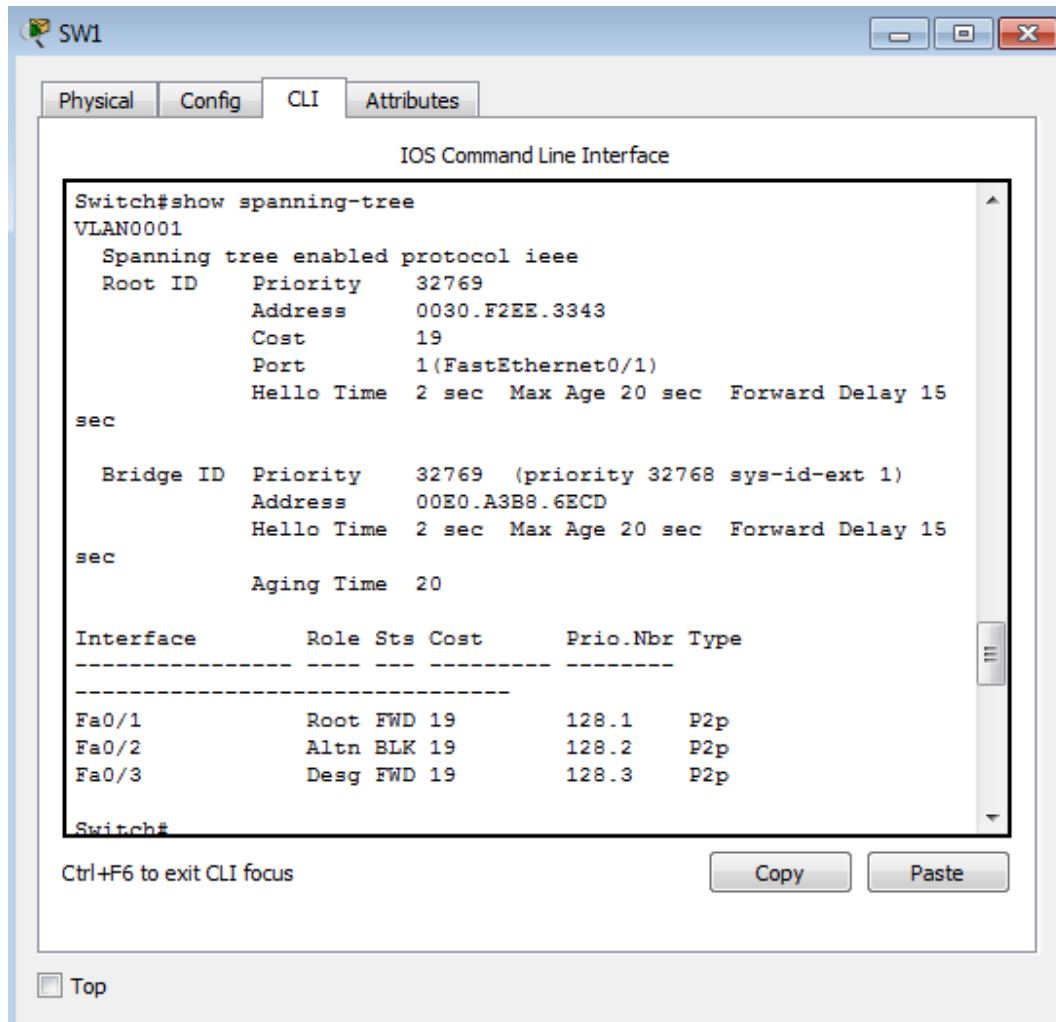 SW1
Physical Config CLI Attributes
IOS Command Line Interface
Switch#show spanning-tree
VLAN0001
  Spanning tree enabled protocol ieee
  Root ID    Priority    32769
             Address     0030.F2EE.3343
             Cost        19
             Port        1(FastEthernet0/1)
             Hello Time  2 sec  Max Age 20 sec  Forward Delay 15
sec
  Bridge ID  Priority    32769  (priority 32768 sys-id-ext 1)
             Address     00E0.A3B8.6ECD
             Hello Time  2 sec  Max Age 20 sec  Forward Delay 15
sec
             Aging Time  20
Interface        Role Sts Cost      Prio.Nbr Type
---------------- ---- --- --------- --------
--------------------------------
Fa0/1            Root FWD 19        128.1    P2p
Fa0/2            Altn BLK 19        128.2    P2p
Fa0/3            Desg FWD 19        128.3    P2p
Switch#
Ctrl+F6 to exit CLI focus
Copy Paste
Top